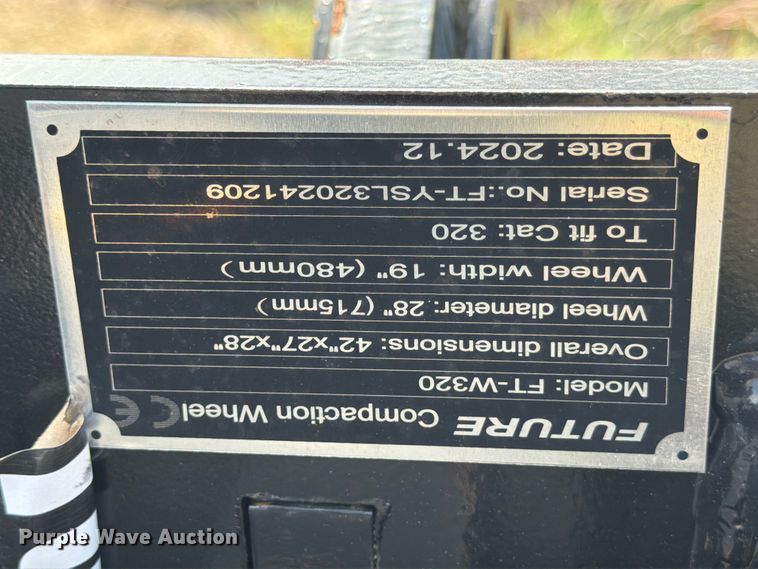 FUTURE Compaction Wheel CE
Model: FT-W320
Overall dimensions: 42"x27"x28"
Wheel diameter: 28" (715mm)
Wheel width: 19" (480mm)
To fit Cat: 320
Serial No.:FT-YSL320241209
Date: 2024.12
Purple Wave Auction